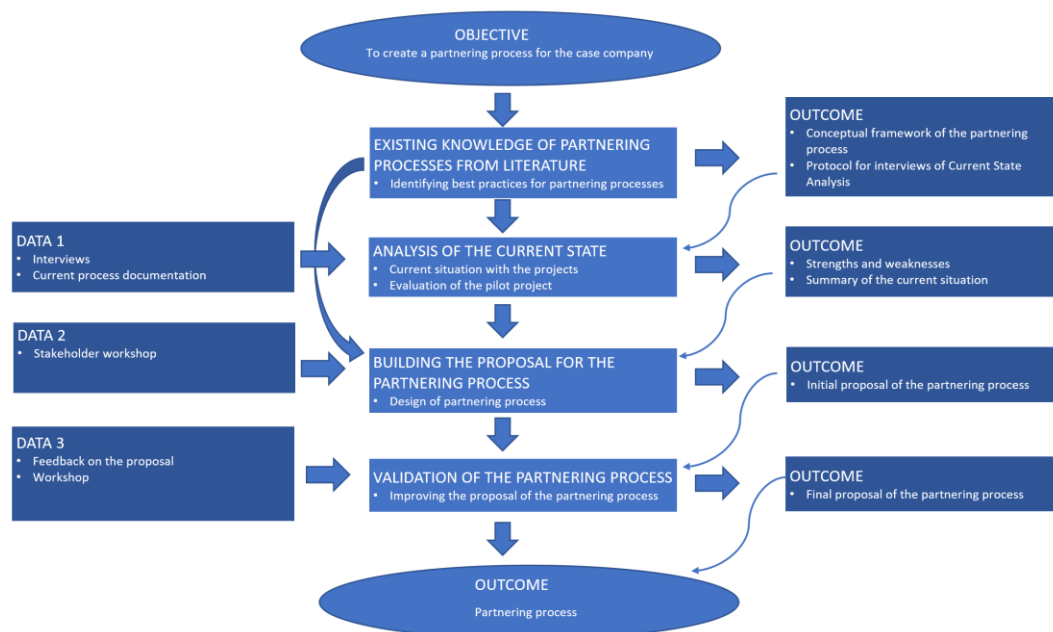 OBJECTIVE
To create a partnering process for the case company
EXISTING KNOWLEDGE OF PARTNERING
PROCESSES FROM LITERATURE
• Identifying best practices for partnering processes
OUTCOME
• Conceptual framework of the partnering
process
• Protocol for interviews of Current State
Analysis
DATA 1
• Interviews
• Current process documentation
ANALYSIS OF THE CURRENT STATE
• Current situation with the projects
• Evaluation of the pilot project
OUTCOME
• Strengths and weaknesses
• Summary of the current situation
DATA 2
• Stakeholder workshop
BUILDING THE PROPOSAL FOR THE
PARTNERING PROCESS
• Design of partnering process
OUTCOME
• Initial proposal of the partnering process
DATA 3
• Feedback on the proposal
• Workshop
VALIDATION OF THE PARTNERING PROCESS
• Improving the proposal of the partnering process
OUTCOME
• Final proposal of the partnering process
OUTCOME
Partnering process